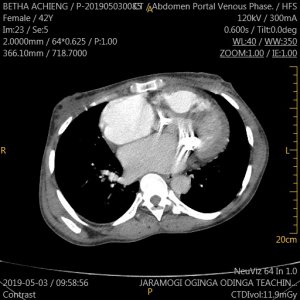 BETHA ACHIENG / P-2019050300
CT / Abdomen Portal Venous Phase. / HFS
Female / 42Y
120kV / 300mA
Im:23 / Se:5
0.600s / Tilt:0.0deg
2.0000mm / 64*0.625 / P:1.00
WL:40 / WW:350
366.10mm / 718.70mm
ZOOM:1.00 / IE:1.00
A
R
L
20cm
NeuViz 64 In 1.0
2019-05-03 / 09:58:56
JARAMOGI OGINGA ODINGA TEACHIN...
Contrast
P
CTDIvol:11.9mGy